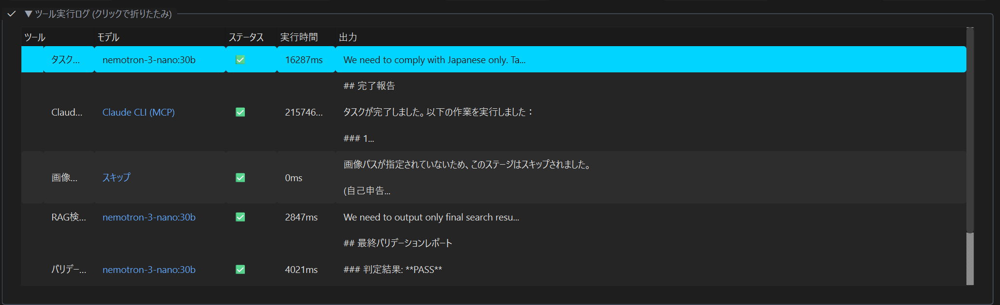 ▼ ツール実行ログ (クリックで折りたたみ)
ツール モデル ステータス 実行時間 出力
タスク... nemotron-3-nano:30b ✅ 16287ms We need to comply with Japanese only. Ta...
## 完了報告
Claud... Claude CLI (MCP) ✅ 215746... タスクが完了しました。以下の作業を実行しました：
### 1...
画像パスが指定されていないため、このステージはスキップされました。
画像... スキップ ✅ 0ms
(自己申告...
RAG検... nemotron-3-nano:30b ✅ 2847ms We need to output only final search resu...
## 最終バリデーションレポート
バリデー... nemotron-3-nano:30b ✅ 4021ms ### 判定結果: **PASS**